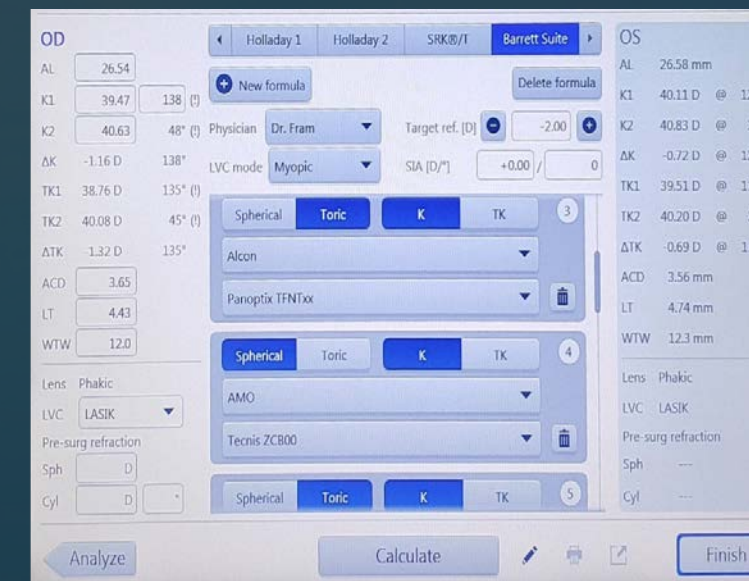 OD
AL 26.54
K1 39.47 138 (!)
K2 40.63 48° (!)
ΔK -1.16 D 138°
TK1 38.76 D 135° (!)
TK2 40.08 D 45° (!)
ΔTK -1.32 D 135°
ACD 3.65
LT 4.43
WTW 12.0
Lens Phakic
LVC LASIK
Pre-surg refraction
Sph D
Cyl D °
Holladay 1 Holladay 2 SRK®/T Barrett Suite
New formula Delete formula
Physician Dr. Fram Target ref. [D] -2.00
LVC mode Myopic SIA [D/°] +0.00 / 0
Spherical Toric K TK 3
Alcon
Panoptix TFNTxx
Spherical Toric K TK 4
AMO
Tecnis ZCB00
Spherical Toric K TK 5
OS
AL 26.58 mm
K1 40.11 D @
K2 40.83 D @
ΔK -0.72 D @
TK1 39.51 D @
TK2 40.20 D @
ΔTK -0.69 D @
ACD 3.56 mm
LT 4.74 mm
WTW 12.3 mm
Lens Phakic
LVC LASIK
Pre-surg refraction
Sph ---
Cyl ---
Analyze Calculate Finish